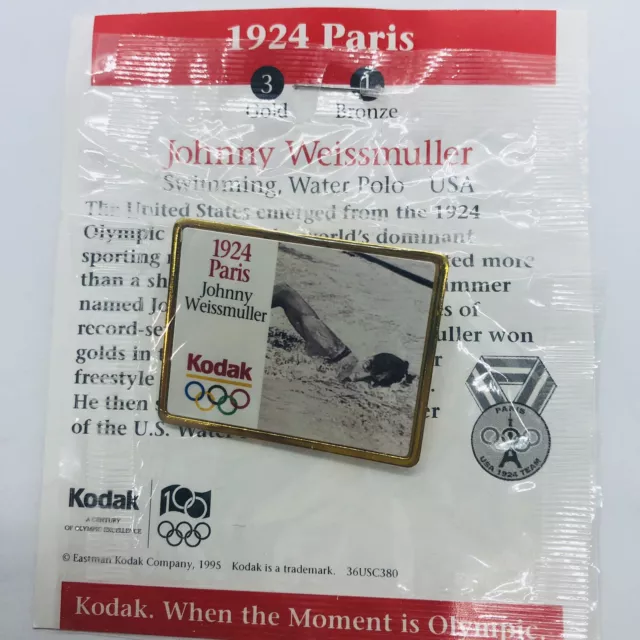 1924 Paris
3 1
Gold Bronze
Johnny Weissmuller
Swimming, Water Polo USA
The United States emerged from the 1924
Olympic world's dominant
sporting more
than a sh swimmer
named Jo s of
record-se uller won
golds in t
freestyle
He then s er
of the U.S. Water
1924
Paris
Johnny
Weissmuller
Kodak
PARIS
USA 1924 TEAM
Kodak
A CENTURY
OF OLYMPIC EXCELLENCE
100
© Eastman Kodak Company, 1995 Kodak is a trademark. 36USC380
Kodak. When the Moment is Olympic